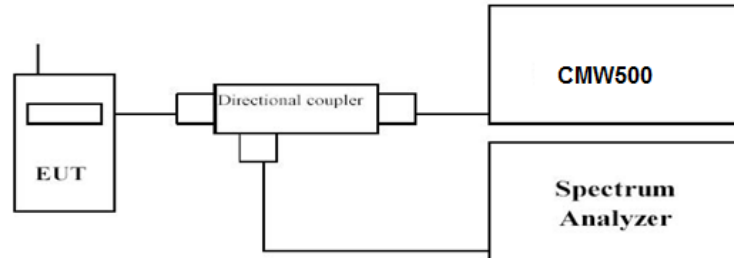 EUT
Directional coupler
CMW500
Spectrum
Analyzer